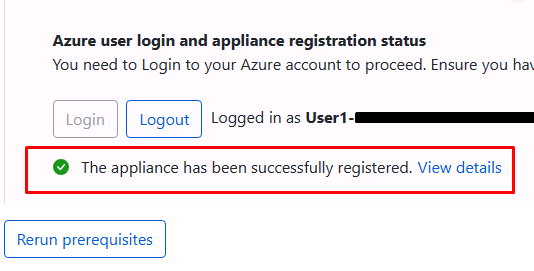 Azure user login and appliance registration status
You need to Login to your Azure account to proceed. Ensure you hav
Login Logout Logged in as User1-
The appliance has been successfully registered. View details
Rerun prerequisites